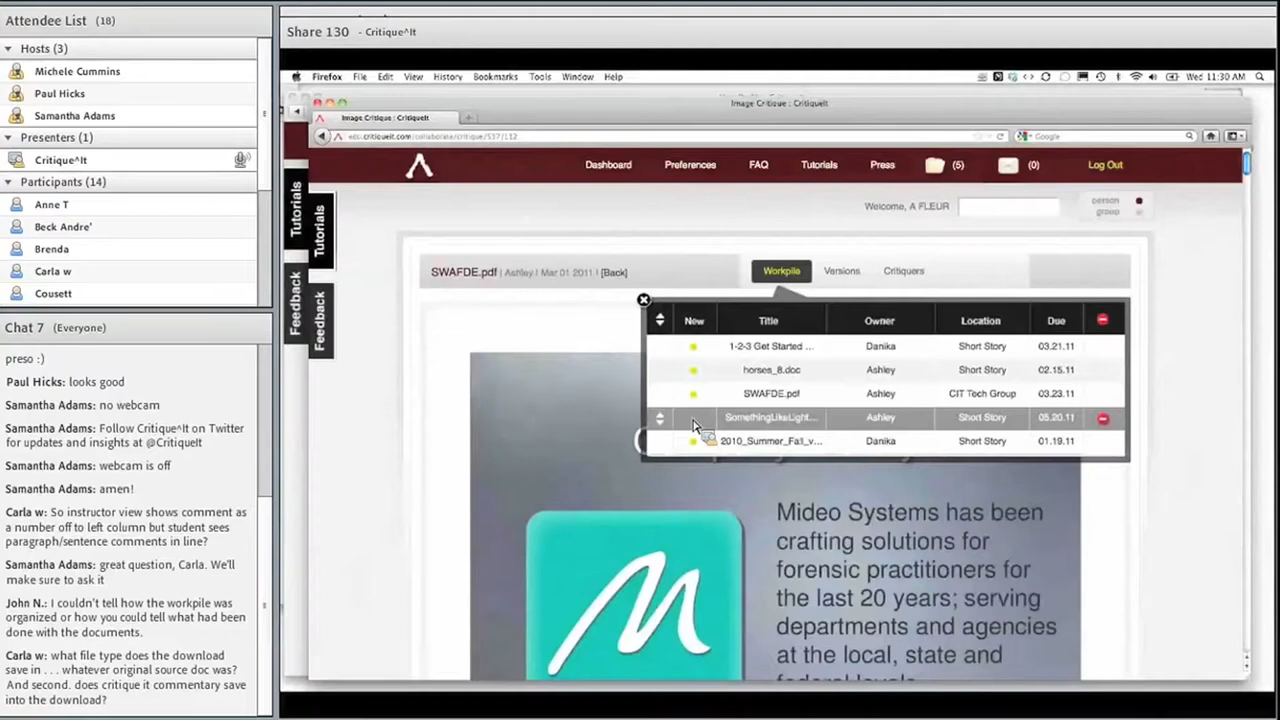 Attendee List (18)
Hosts (3)
Michele Cummins
Paul Hicks
Samantha Adams
Presenters (1)
Critique^It
Participants (14)
Anne T
Beck Andre'
Brenda
Carla w
Cousett
Chat 7 (Everyone)
preso :)
Paul Hicks: looks good
Samantha Adams: no webcam
Samantha Adams: Follow Critique^It on Twitter
for updates and insights at @CritiqueIt
Samantha Adams: webcam is off
Samantha Adams: amen!
Carla w: So instructor view shows comment as
a number off to left column but student sees
paragraph/sentence comments in line?
Samantha Adams: great question, Carla. We'll
make sure to ask it
John N.: I couldn't tell how the workpile was
organized or how you could tell what had been
done with the documents.
Carla w: what file type does the download
save in . . . whatever original source doc was?
And second. does critique it commentary save
into the download?
Share 130 - Critique^It
Firefox File Edit View History Bookmarks Tools Window Help Wed 11:30 AM
Image Critique : CritiqueIt
Image Critique : CritiqueIt
Google
Dashboard Preferences FAQ Tutorials Press (5) (0) Log Out
Tutorials
Tutorials
Feedback
Feedback
Welcome, A FLEUR
person
group
SWAFDE.pdf | Ashley | Mar 01 2011 | [Back]
Workpile Versions Critiquers
New Title Owner Location Due
1-2-3 Get Started ... Danika Short Story 03.21.11
horses_8.doc Ashley Short Story 02.15.11
SWAFDE.pdf Ashley CIT Tech Group 03.23.11
SomethingLikeLight... Ashley Short Story 05.20.11
2010_Summer_Fall_v... Danika Short Story 01.19.11
M
Mideo Systems has been
crafting solutions for
forensic practitioners for
the last 20 years; serving
departments and agencies
at the local, state and
federal levels